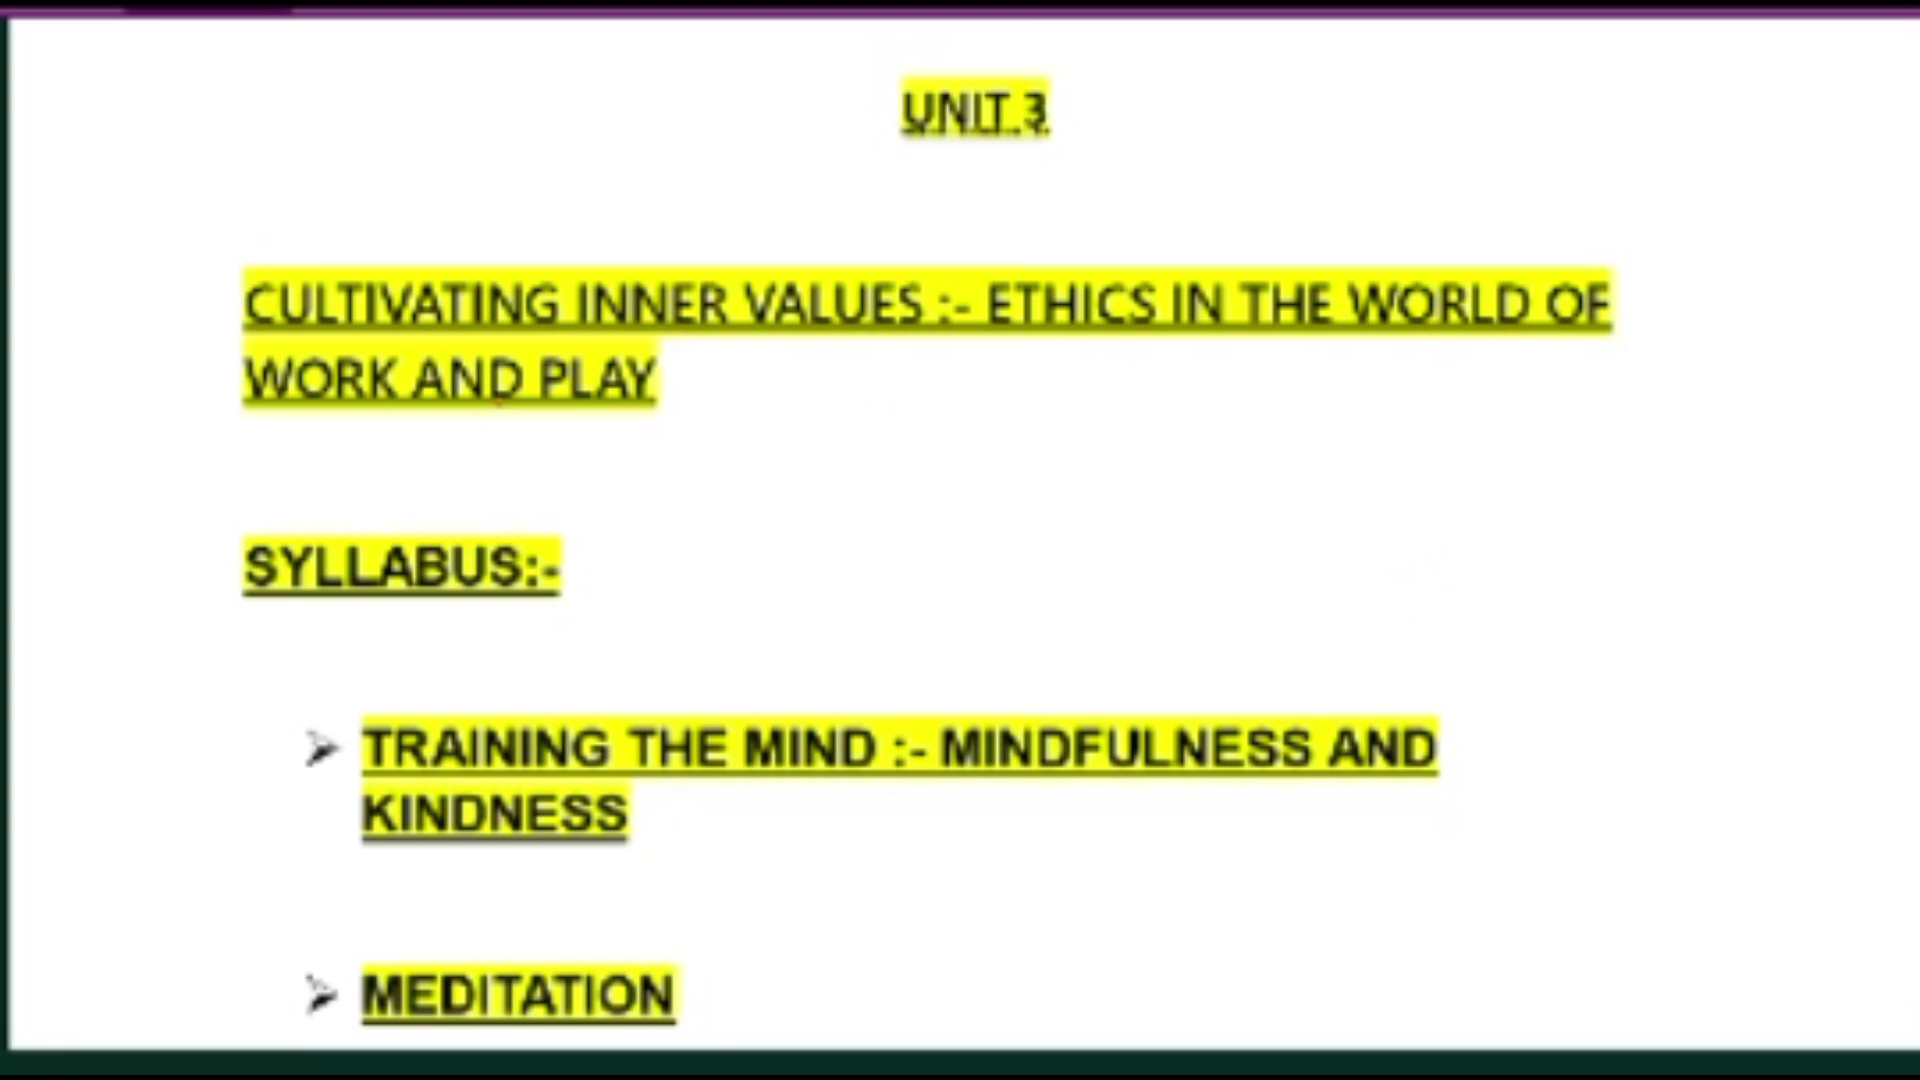 UNIT 3
CULTIVATING INNER VALUES :- ETHICS IN THE WORLD OF
WORK AND PLAY
SYLLABUS:-
➢ TRAINING THE MIND :- MINDFULNESS AND
KINDNESS
➢ MEDITATION